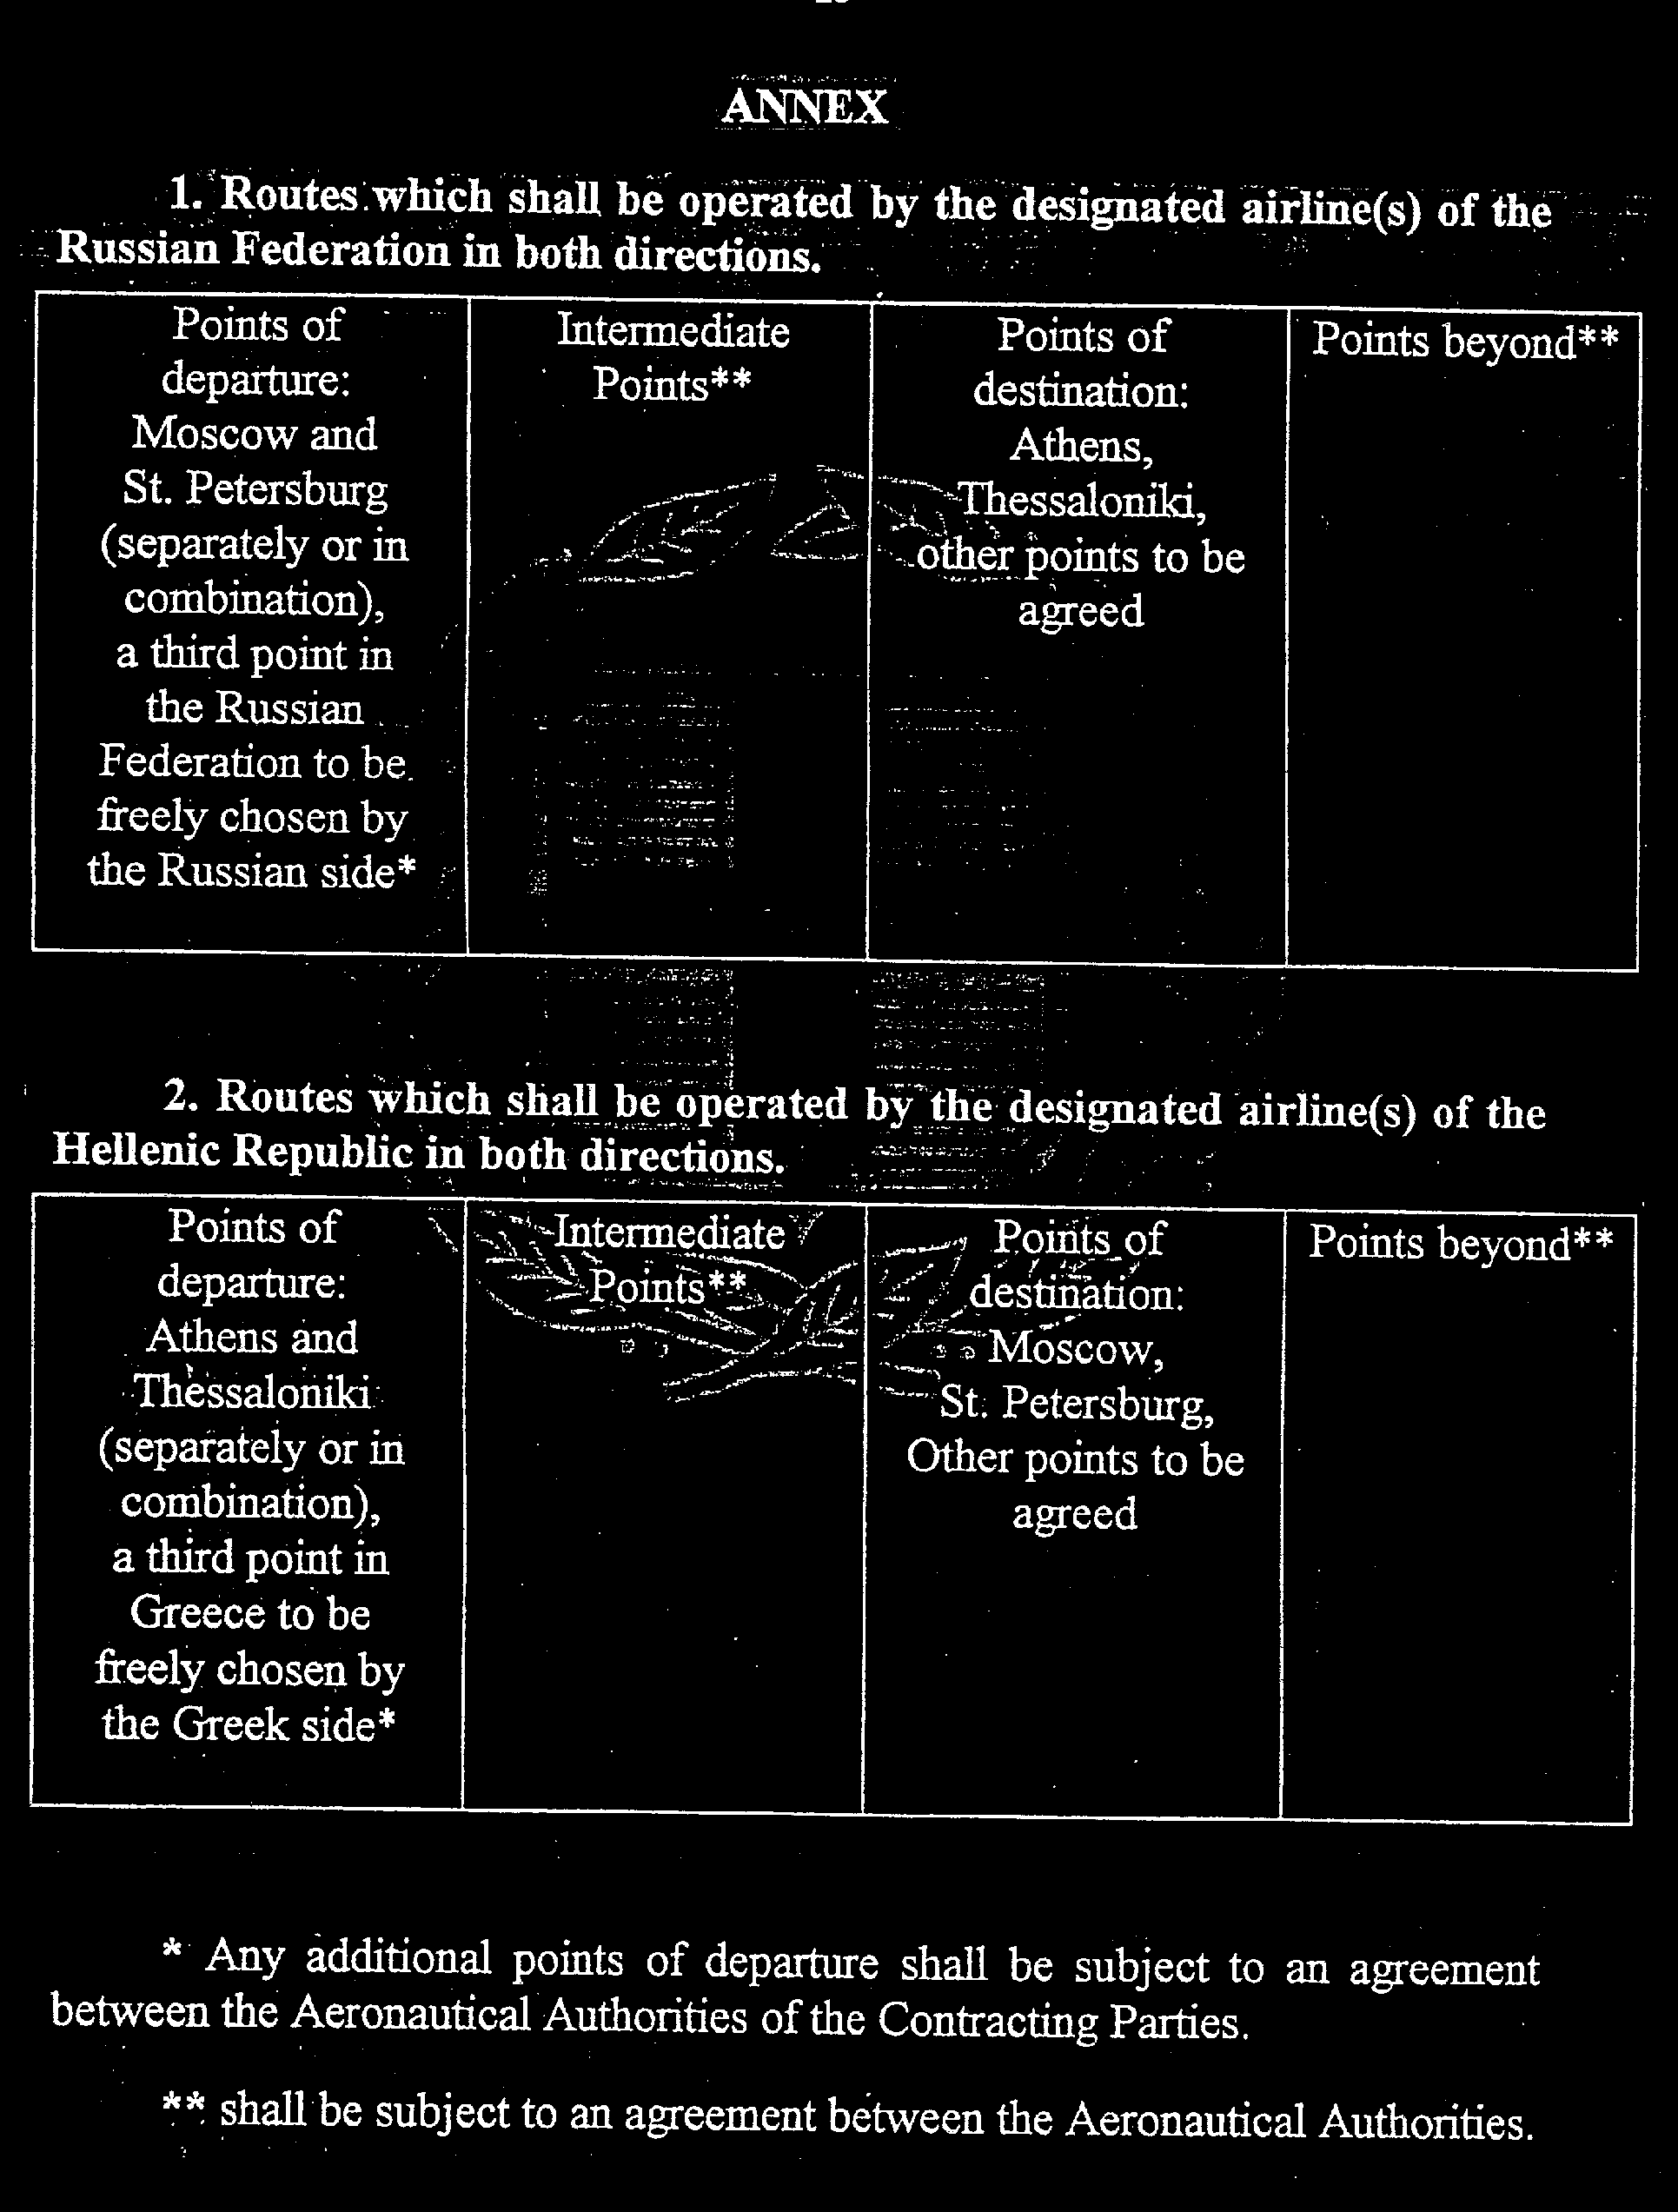 ANNEX
1. Routes which shall be operated by the designated airline(s) of the
Russian Federation in both directions.
Points of
departure:
Moscow and
St. Petersburg
(separately or in
combination),
a third point in
the Russian
Federation to be
freely chosen by
the Russian side*
Intermediate
Points**
Points of
destination:
Athens,
Thessaloniki,
other points to be
agreed
Points beyond**
2. Routes which shall be operated by the designated airline(s) of the
Hellenic Republic in both directions.
Points of
departure:
Athens and
Thessaloniki
(separately or in
combination),
a third point in
Greece to be
freely chosen by
the Greek side*
Intermediate
Points**
Points of
destination:
Moscow,
St. Petersburg,
Other points to be
agreed
Points beyond**
* Any additional points of departure shall be subject to an agreement
between the Aeronautical Authorities of the Contracting Parties.
** shall be subject to an agreement between the Aeronautical Authorities.